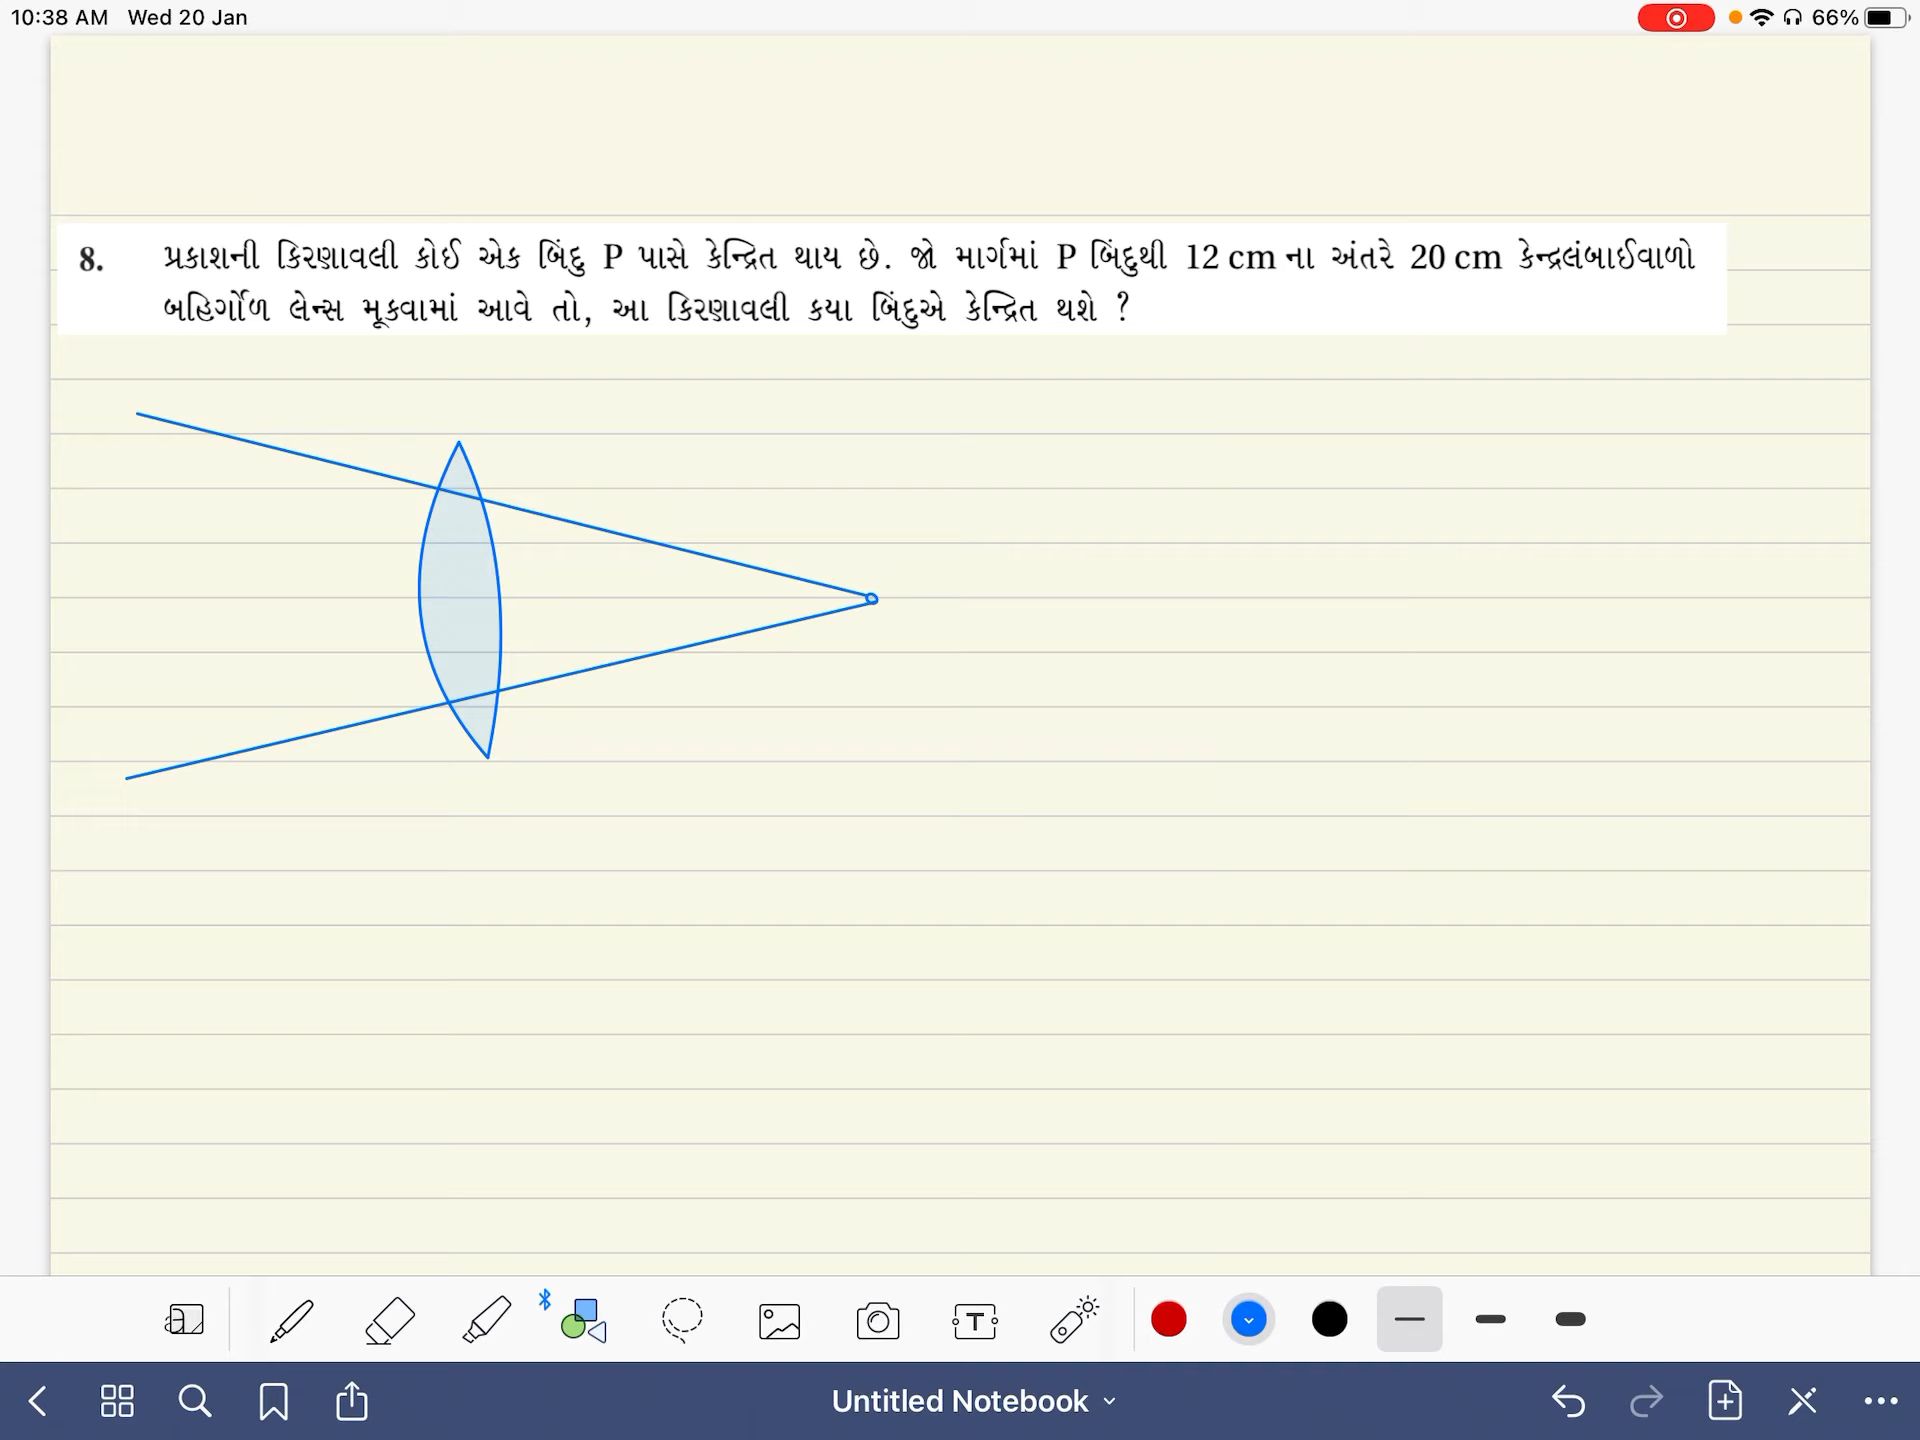 10:38 AM Wed 20 Jan 66%
8. પ્રકાશની કિરણાવલી કોઈ એક બિંદુ P પાસે કેન્દ્રિત થાય છે. જો માર્ગમાં P બિંદુથી 12 cm ના અંતરે 20 cm કેન્દ્રલંબાઈવાળો
બહિર્ગોળ લેન્સ મૂકવામાં આવે તો, આ કિરણાવલી કયા બિંદુએ કેન્દ્રિત થશે ?
Untitled Notebook